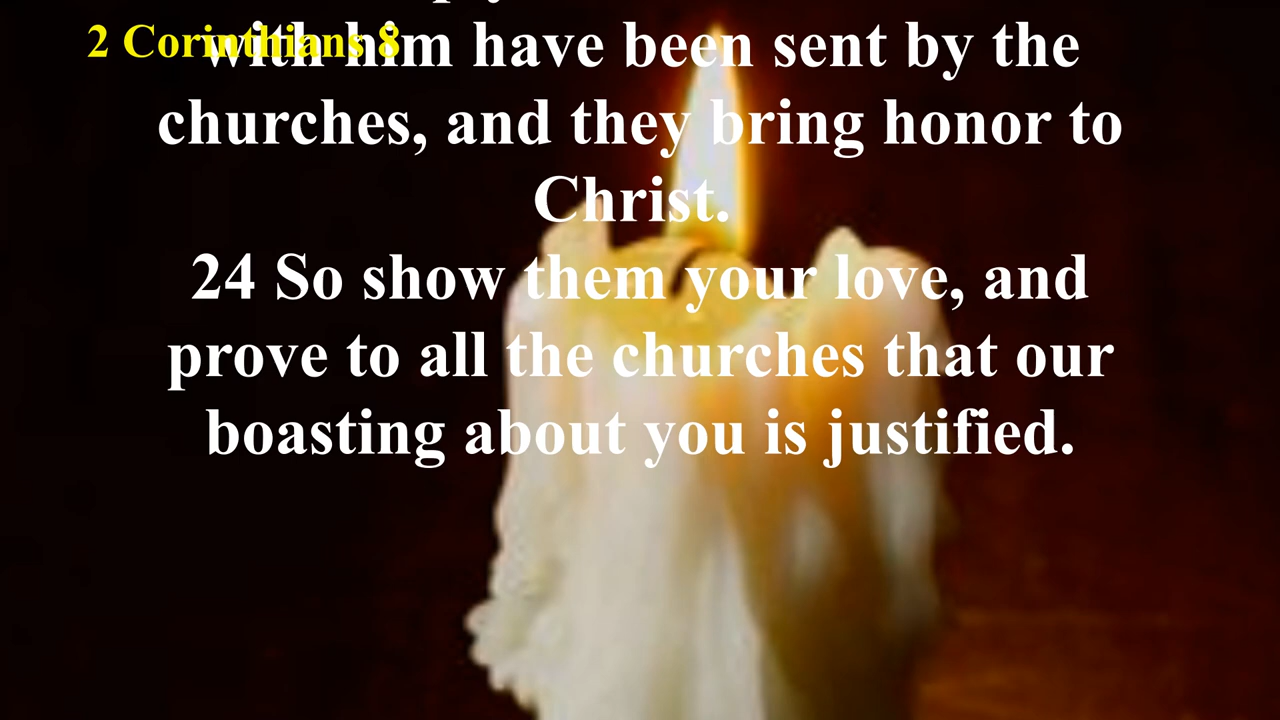 2 Corinthians 8
with him have been sent by the
churches, and they bring honor to
Christ.
24 So show them your love, and
prove to all the churches that our
boasting about you is justified.